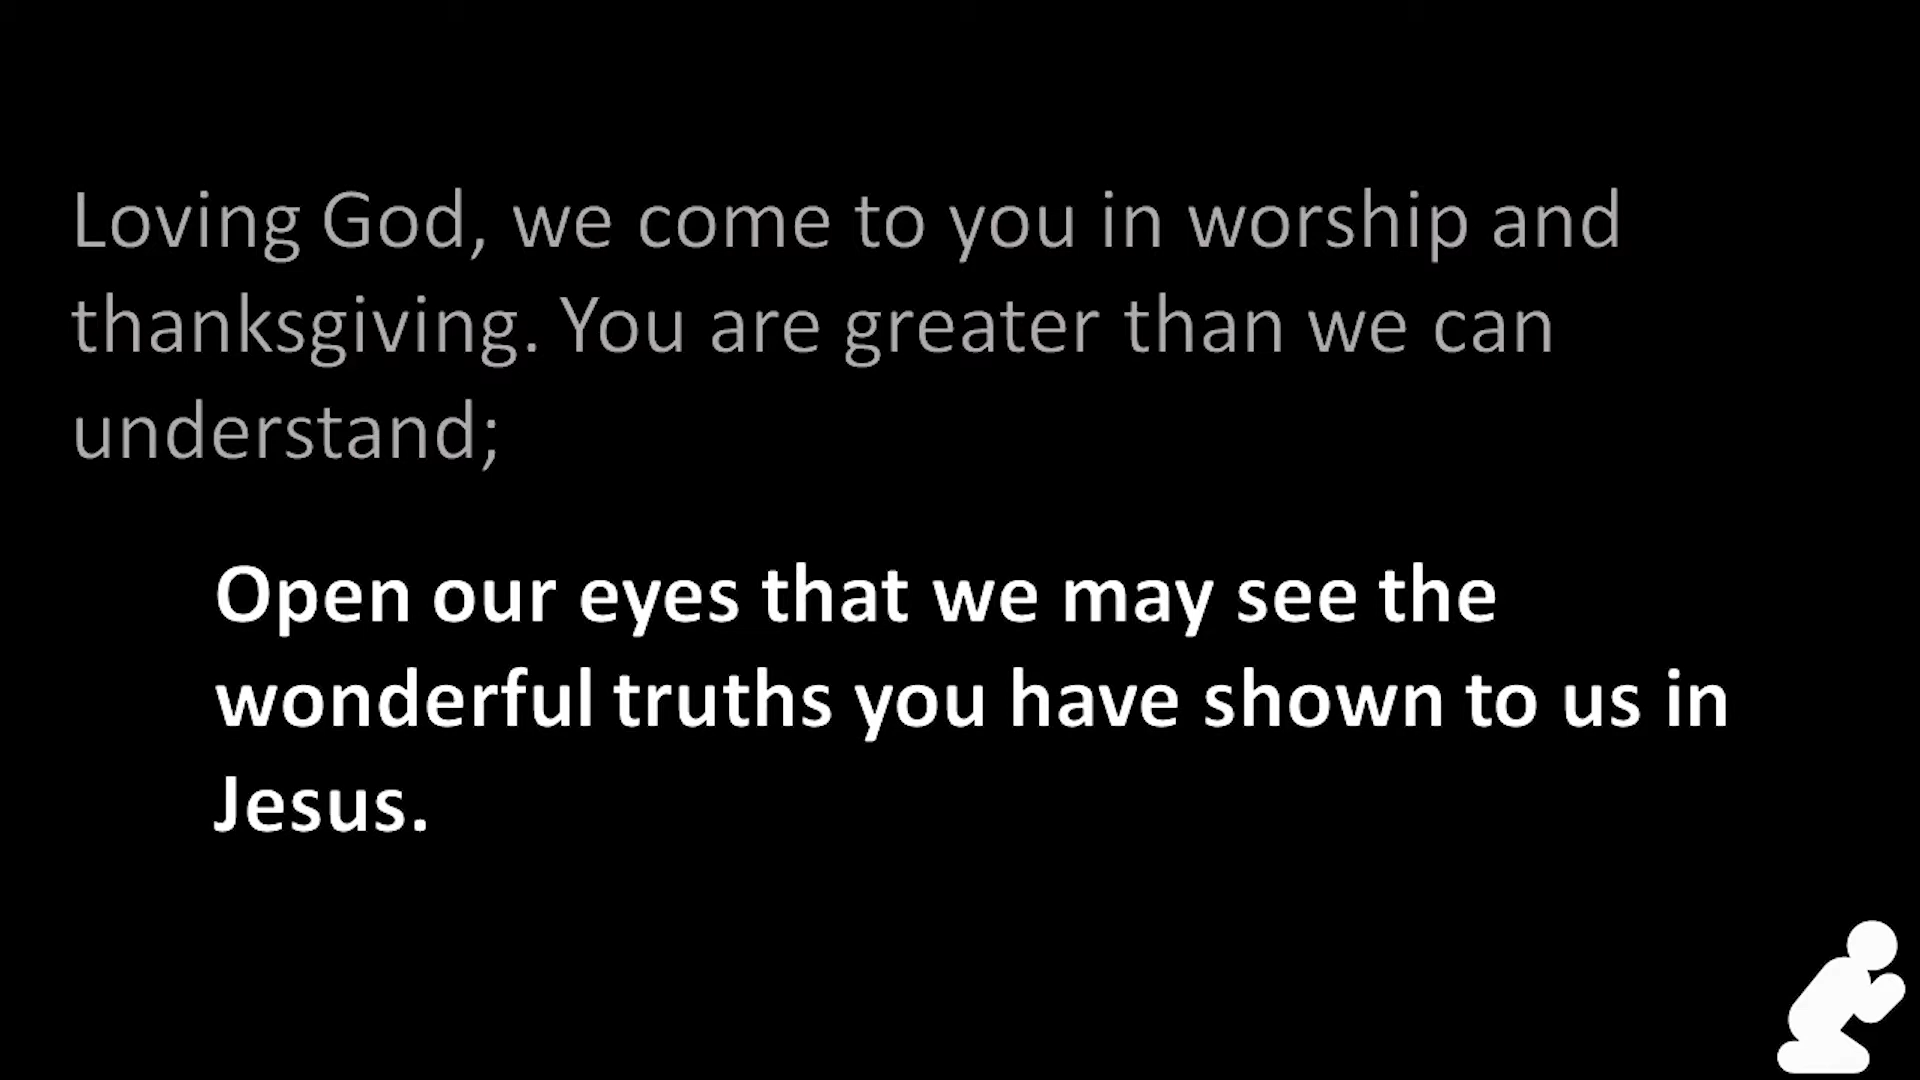 Loving God, we come to you in worship and
thanksgiving. You are greater than we can
understand;
Open our eyes that we may see the
wonderful truths you have shown to us in
Jesus.